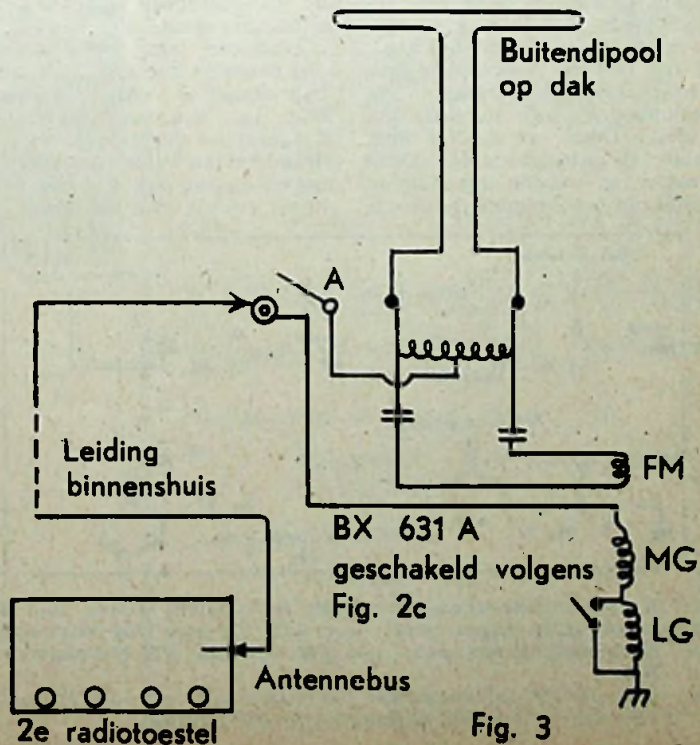 Buitendipool
op dak
A
Leiding
binnenshuis
FM
BX 631 A
geschakeld volgens
Fig. 2c
MG
LG
Antennebus
2e radiotoestel
Fig. 3